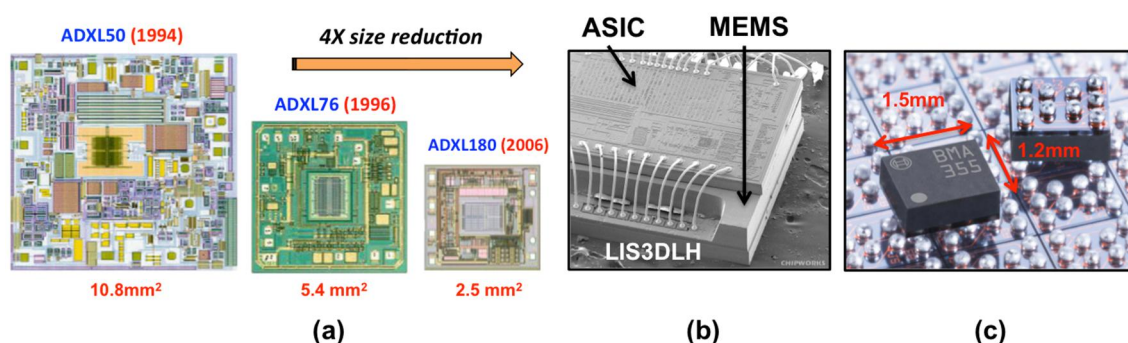 ADXL50 (1994)
4X size reduction
ADXL76 (1996)
ADXL180 (2006)
10.8mm²
5.4 mm²
2.5 mm²
(a)
ASIC
MEMS
LIS3DLH
CHIPWORKS
(b)
1.5mm
1.2mm
BMA
355
(c)